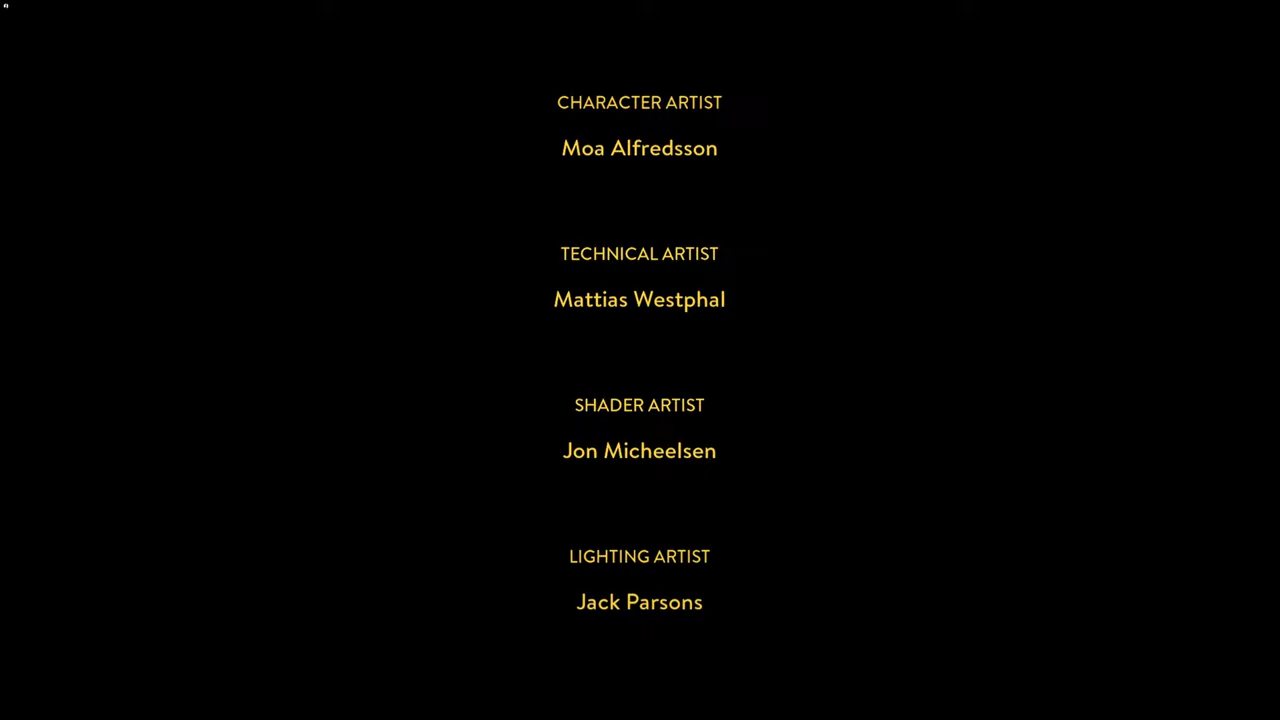 CHARACTER ARTIST
Moa Alfredsson
TECHNICAL ARTIST
Mattias Westphal
SHADER ARTIST
Jon Micheelsen
LIGHTING ARTIST
Jack Parsons